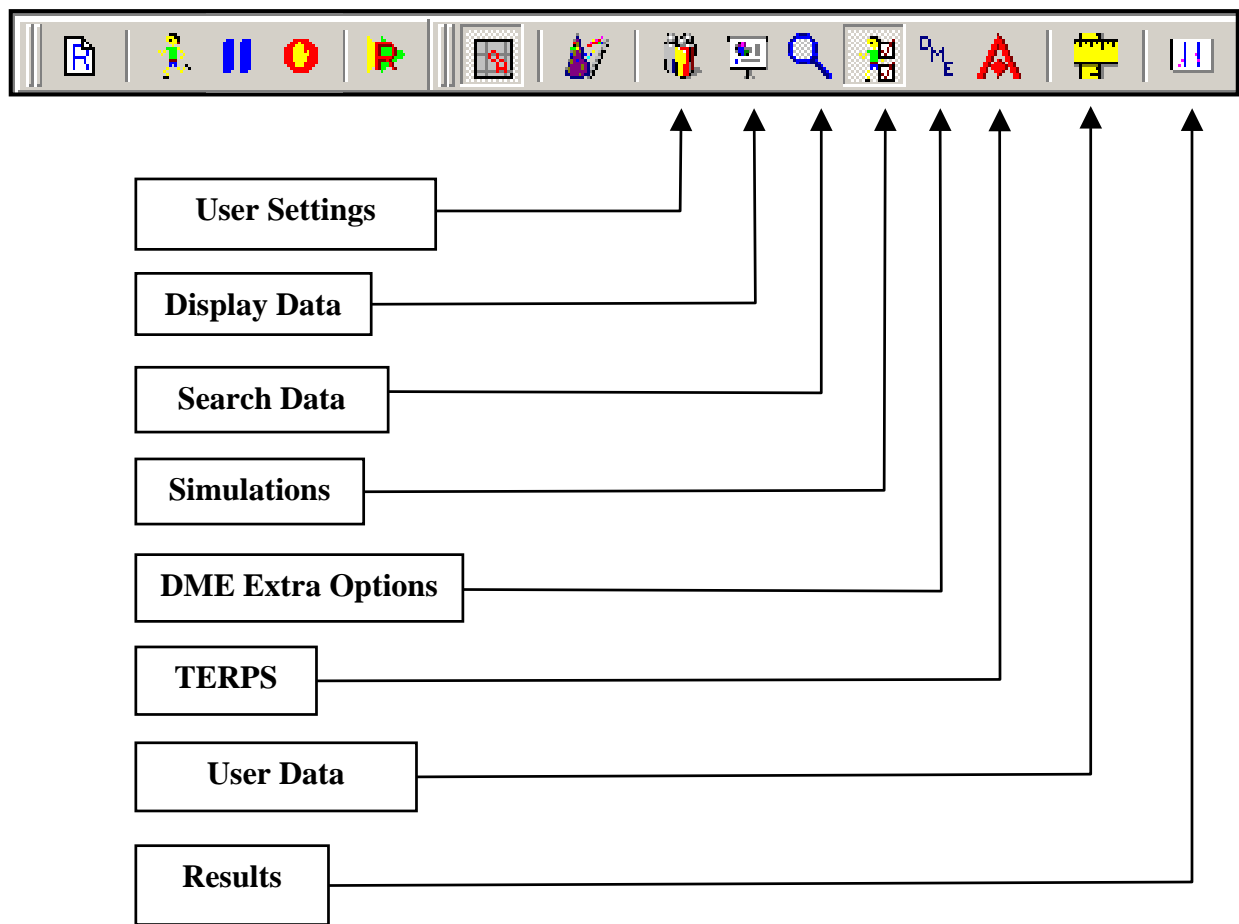 R R DME
User Settings
Display Data
Search Data
Simulations
DME Extra Options
TERPS
User Data
Results